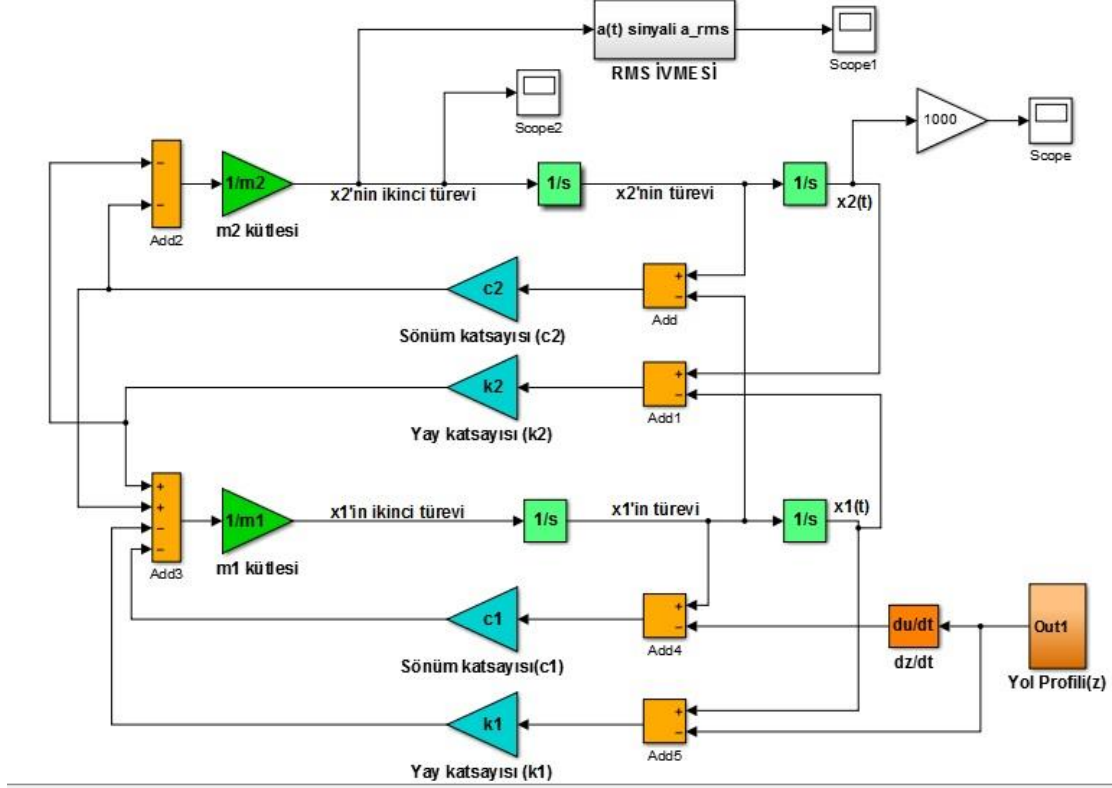 a(t) sinyali a_rms
RMS İVMESİ
Scope1
Scope2
1000
Scope
−
−
Add2
1/m2
m2 kütlesi
x2'nin ikinci türevi
1/s
x2'nin türevi
1/s
x2(t)
c2
Sönüm katsayısı (c2)
+
−
Add
k2
Yay katsayısı (k2)
+
−
Add1
+
+
−
−
Add3
1/m1
m1 kütlesi
x1'in ikinci türevi
1/s
x1'in türevi
1/s
x1(t)
c1
Sönüm katsayısı(c1)
+
−
Add4
du/dt
dz/dt
Out1
Yol Profili(z)
k1
Yay katsayısı (k1)
+
−
Add5